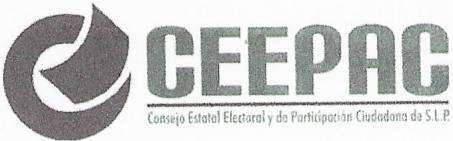 CEEPAC
Consejo Estatal Electoral y de Participación Ciudadana de S.L.P.